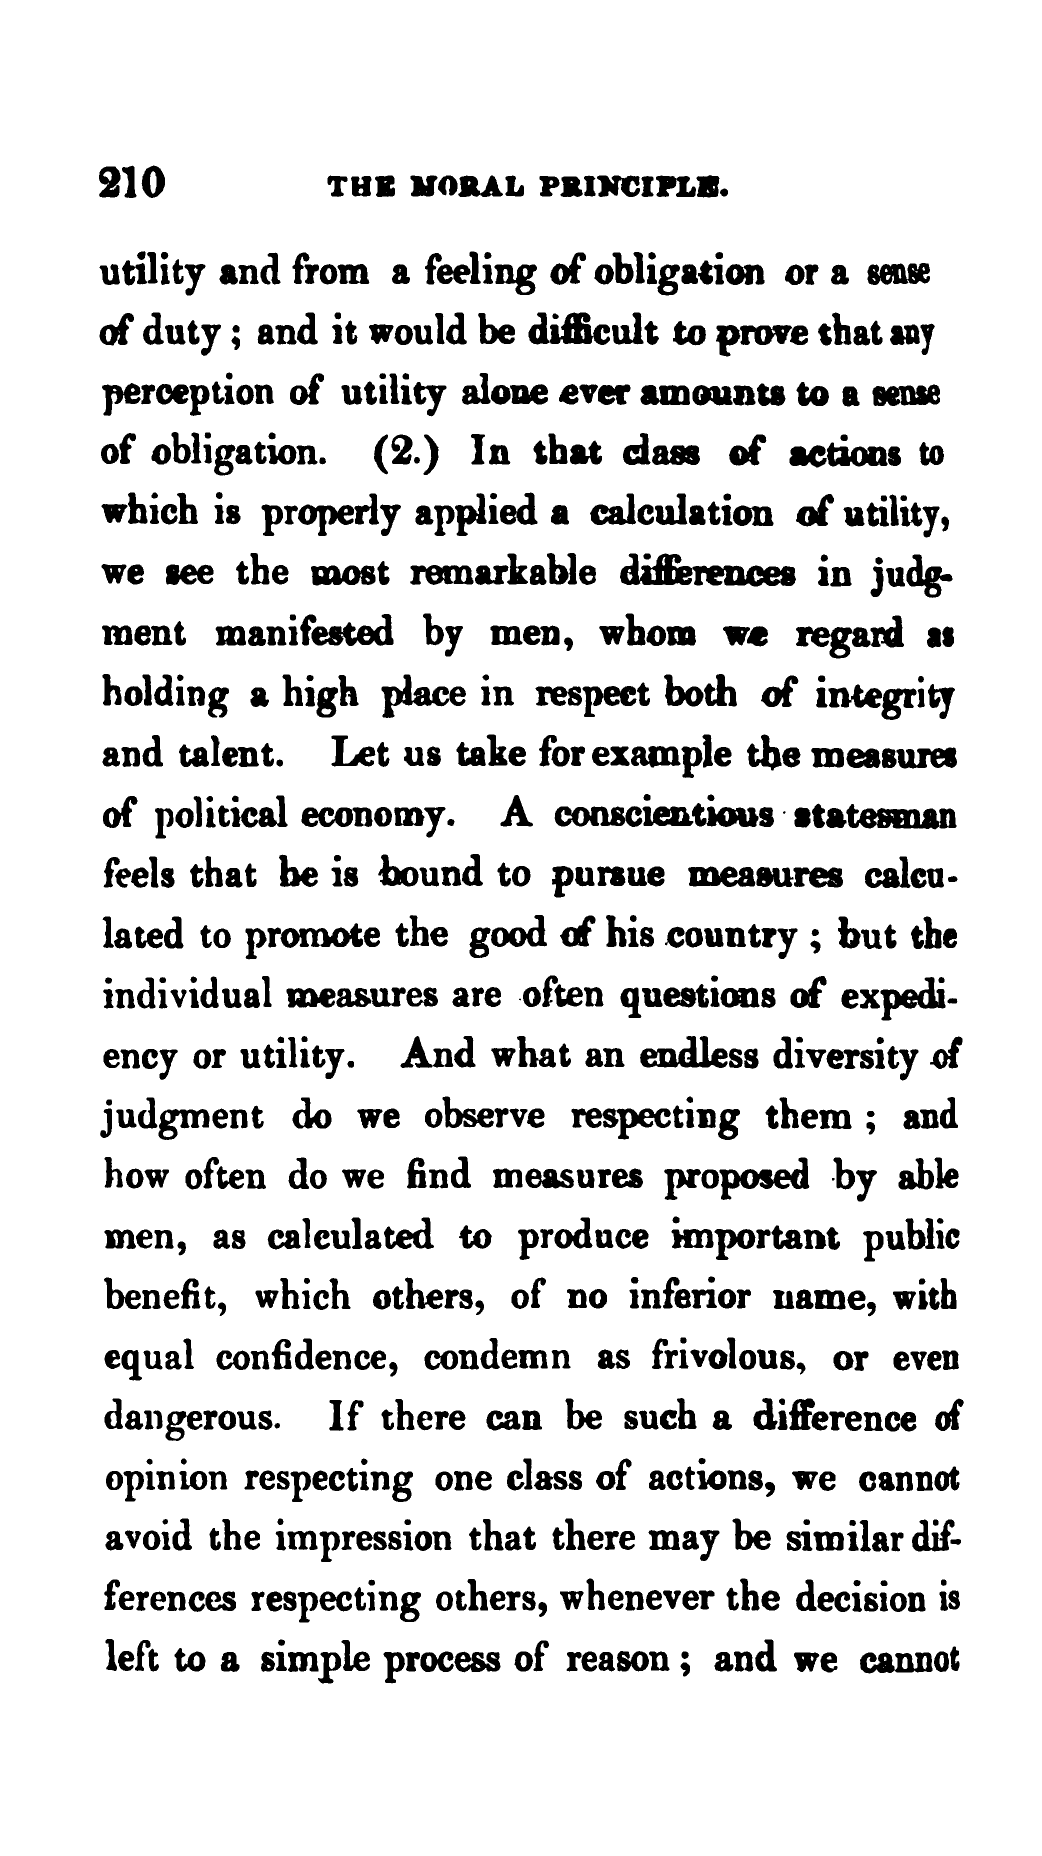 210 THE MORAL PRINCIPLE.
utility and from a feeling of obligation or a sense
of duty ; and it would be difficult to prove that any
perception of utility alone ever amounts to a sense
of obligation. (2.) In that class of actions to
which is properly applied a calculation of utility,
we see the most remarkable differences in judg-
ment manifested by men, whom we regard as
holding a high place in respect both of integrity
and talent. Let us take for example the measures
of political economy. A conscientious statesman
feels that he is bound to pursue measures calcu-
lated to promote the good of his country ; but the
individual measures are often questions of expedi-
ency or utility. And what an endless diversity of
judgment do we observe respecting them ; and
how often do we find measures proposed by able
men, as calculated to produce important public
benefit, which others, of no inferior name, with
equal confidence, condemn as frivolous, or even
dangerous. If there can be such a difference of
opinion respecting one class of actions, we cannot
avoid the impression that there may be similar dif-
ferences respecting others, whenever the decision is
left to a simple process of reason ; and we cannot